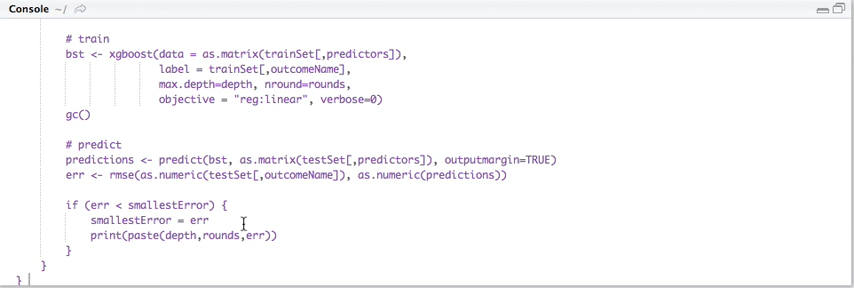 Console ~/
# train
bst <- xgboost(data = as.matrix(trainSet[,predictors]),
label = trainSet[,outcomeName],
max.depth=depth, nround=rounds,
objective = "reg:linear", verbose=0)
gc()
# predict
predictions <- predict(bst, as.matrix(testSet[,predictors]), outputmargin=TRUE)
err <- rmse(as.numeric(testSet[,outcomeName]), as.numeric(predictions))
if (err < smallestError) {
smallestError = err
print(paste(depth,rounds,err))
}
}
}